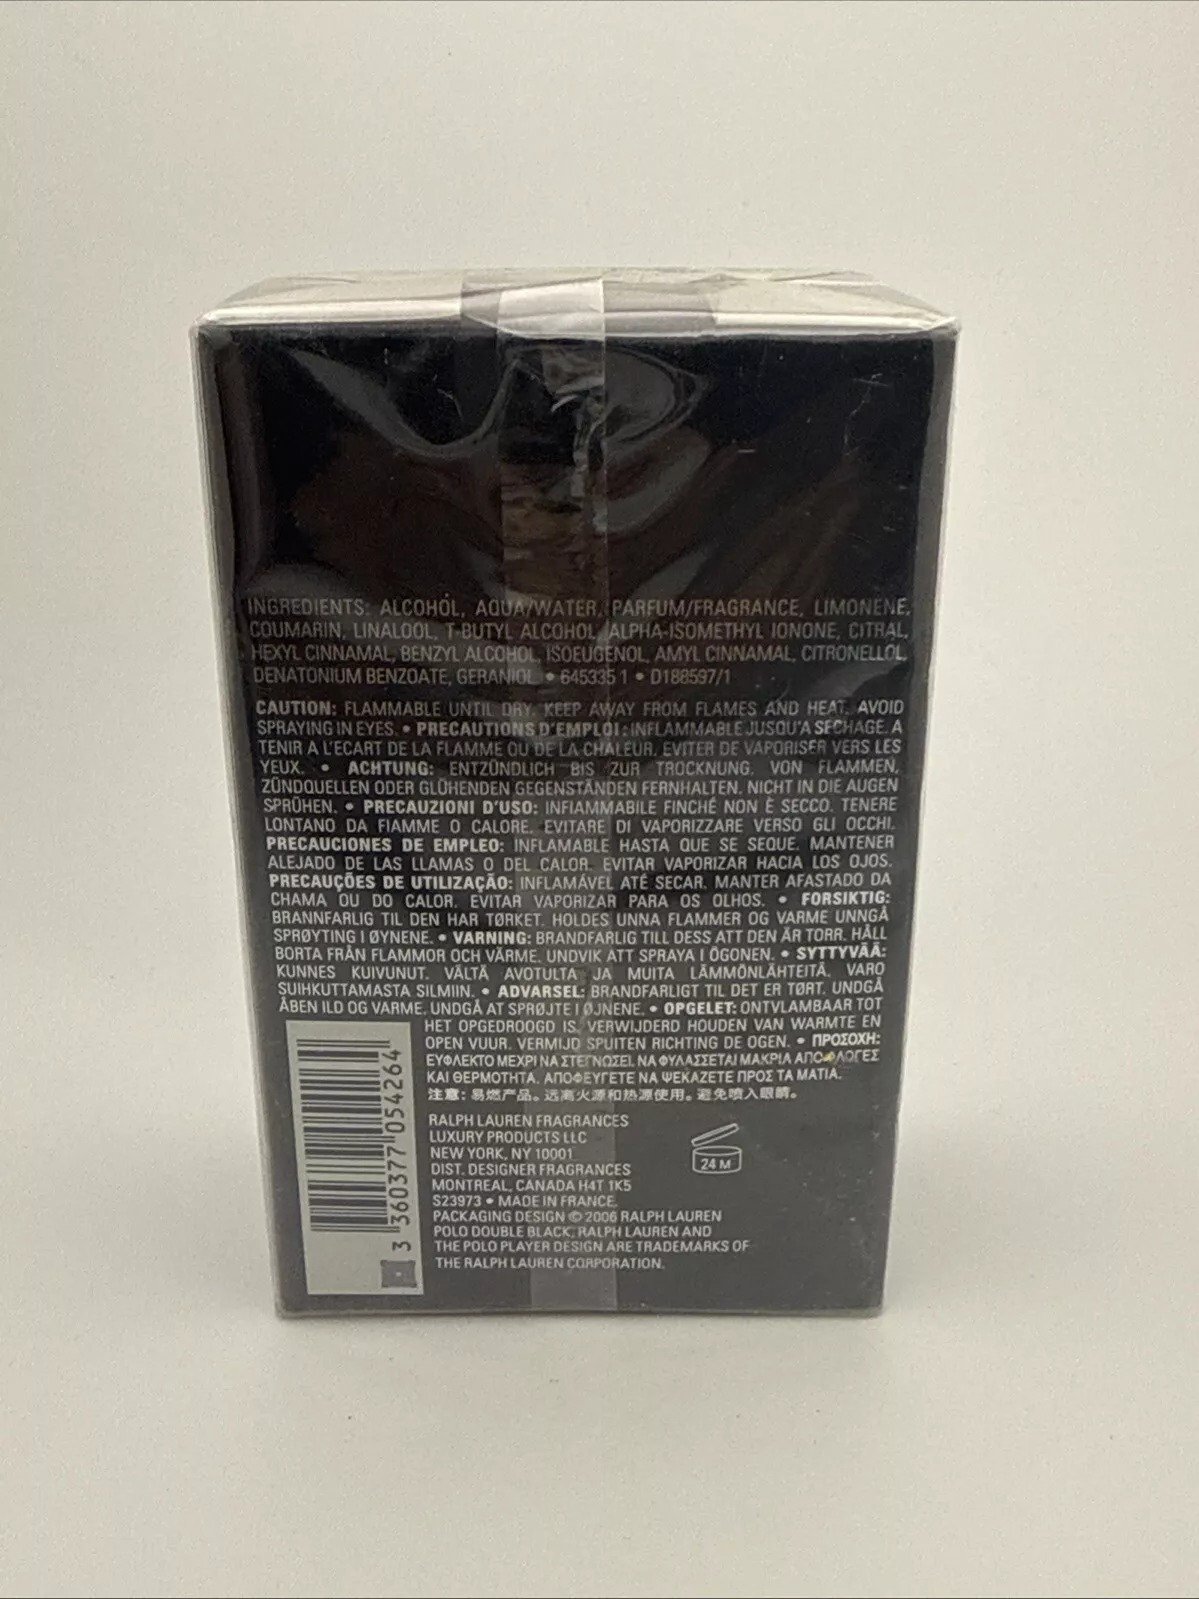 INGREDIENTS: ALCOHOL, AQUA/WATER, PARFUM/FRAGRANCE, LIMONENE,
COUMARIN, LINALOOL, T-BUTYL ALCOHOL, ALPHA-ISOMETHYL IONONE, CITRAL,
HEXYL CINNAMAL, BENZYL ALCOHOL, ISOEUGENOL, AMYL CINNAMAL, CITRONELLOL,
DENATONIUM BENZOATE, GERANIOL • 645335 1 • D188597/1
CAUTION: FLAMMABLE UNTIL DRY. KEEP AWAY FROM FLAMES AND HEAT. AVOID
SPRAYING IN EYES. • PRECAUTIONS D'EMPLOI: INFLAMMABLE JUSQU'A SECHAGE. A
TENIR A L'ECART DE LA FLAMME OU DE LA CHALEUR. EVITER DE VAPORISER VERS LES
YEUX. • ACHTUNG: ENTZÜNDLICH BIS ZUR TROCKNUNG. VON FLAMMEN,
ZÜNDQUELLEN ODER GLÜHENDEN GEGENSTÄNDEN FERNHALTEN. NICHT IN DIE AUGEN
SPRÜHEN. • PRECAUZIONI D'USO: INFIAMMABILE FINCHÉ NON È SECCO. TENERE
LONTANO DA FIAMME O CALORE. EVITARE DI VAPORIZZARE VERSO GLI OCCHI.
PRECAUCIONES DE EMPLEO: INFLAMABLE HASTA QUE SE SEQUE. MANTENER
ALEJADO DE LAS LLAMAS O DEL CALOR. EVITAR VAPORIZAR HACIA LOS OJOS.
PRECAUÇÕES DE UTILIZAÇÃO: INFLAMÁVEL ATÉ SECAR. MANTER AFASTADO DA
CHAMA OU DO CALOR. EVITAR VAPORIZAR PARA OS OLHOS. • FORSIKTIG:
BRANNFARLIG TIL DEN HAR TØRKET. HOLDES UNNA FLAMMER OG VARME UNNGÅ
SPRØYTING I ØYNENE. • VARNING: BRANDFARLIG TILL DESS ATT DEN ÄR TORR. HÅLL
BORTA FRÅN FLAMMOR OCH VÄRME. UNDVIK ATT SPRAYA I ÖGONEN. • SYTTYVÄÄ:
KUNNES KUIVUNUT. VÄLTÄ AVOTULTA JA MUITA LÄMMÖNLÄHTEITÄ. VARO
SUIHKUTTAMASTA SILMIIN. • ADVARSEL: BRANDFARLIGT TIL DET ER TØRT. UNDGÅ
ÅBEN ILD OG VARME. UNDGÅ AT SPRØJTE I ØJNENE. • OPGELET: ONTVLAMBAAR TOT
HET OPGEDROOGD IS. VERWIJDERD HOUDEN VAN WARMTE EN
OPEN VUUR. VERMIJD SPUITEN RICHTING DE OGEN. • ΠΡΟΣΟΧΗ:
ΕΥΦΛΕΚΤΟ ΜΕΧΡΙ ΝΑ ΣΤΕΓΝΩΣΕΙ. ΝΑ ΦΥΛΑΣΣΕΤΑΙ ΜΑΚΡΙΑ ΑΠΟ ΦΛΟΓΕΣ
ΚΑΙ ΘΕΡΜΟΤΗΤΑ. ΑΠΟΦΕΥΓΕΤΕ ΝΑ ΨΕΚΑΖΕΤΕ ΠΡΟΣ ΤΑ ΜΑΤΙΑ.
注意: 易燃产品。远离火源和热源使用。避免喷入眼睛。
RALPH LAUREN FRAGRANCES
LUXURY PRODUCTS LLC
NEW YORK, NY 10001
DIST. DESIGNER FRAGRANCES
MONTREAL, CANADA H4T 1K5
S23973 • MADE IN FRANCE.
PACKAGING DESIGN © 2006 RALPH LAUREN
POLO DOUBLE BLACK, RALPH LAUREN AND
THE POLO PLAYER DESIGN ARE TRADEMARKS OF
THE RALPH LAUREN CORPORATION.
24 M
3 360377 054264